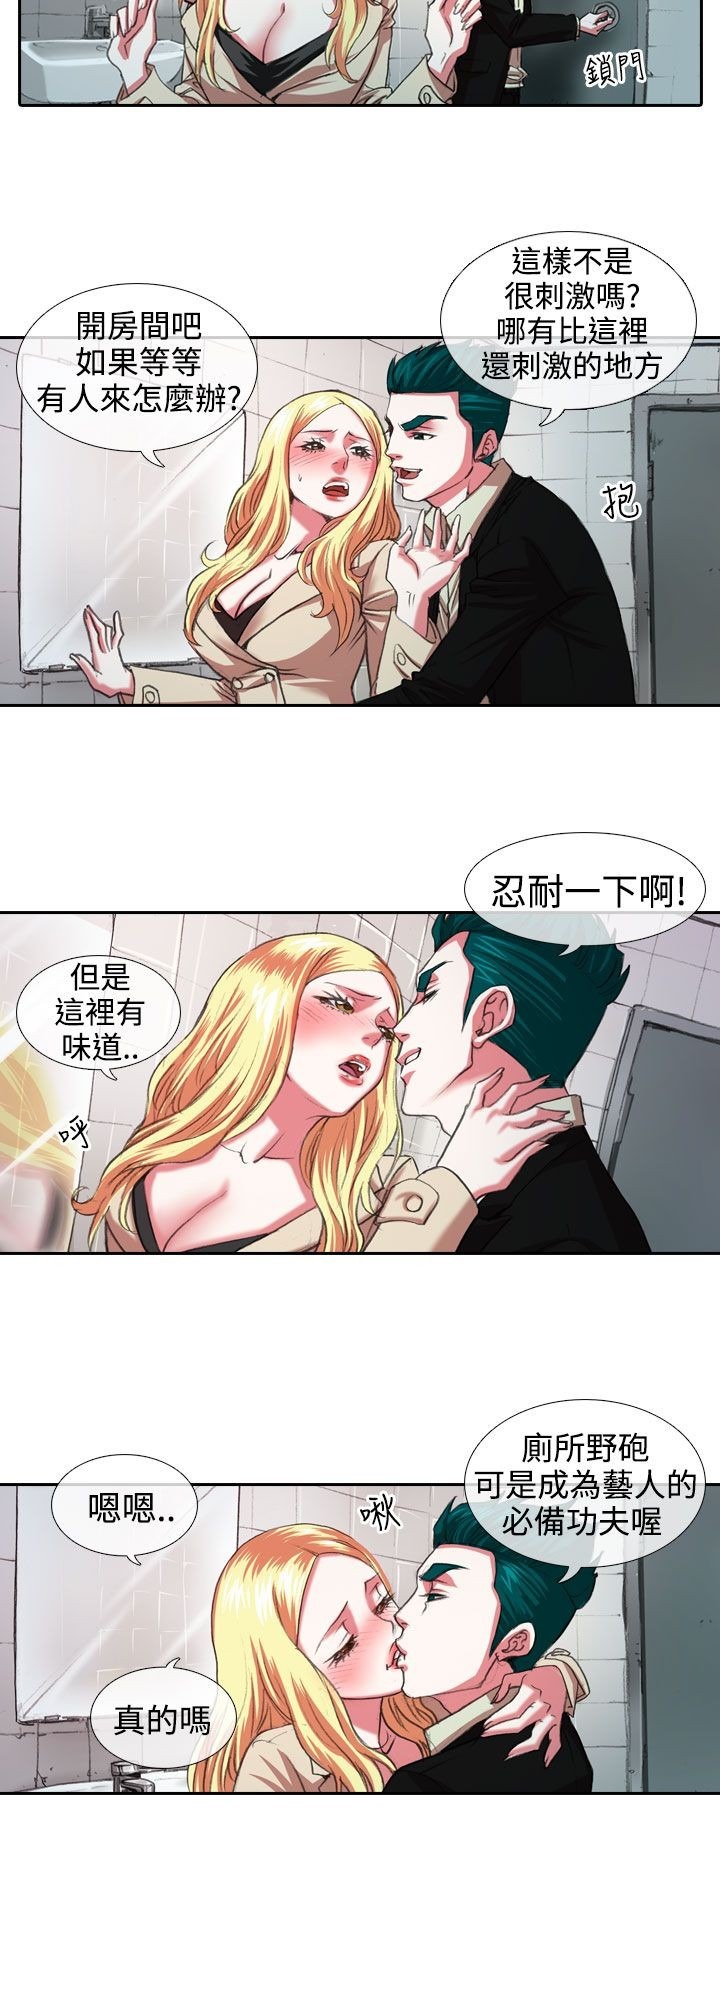 鎖門
這樣不是
很刺激嗎?
哪有比這裡
還刺激的地方
開房間吧
如果等等
有人來怎麼辦?
抱
忍耐一下啊!
但是
這裡有
味道..
呼
廁所野砲
可是成為藝人的
必備功夫喔
嗯嗯..
啾
真的嗎